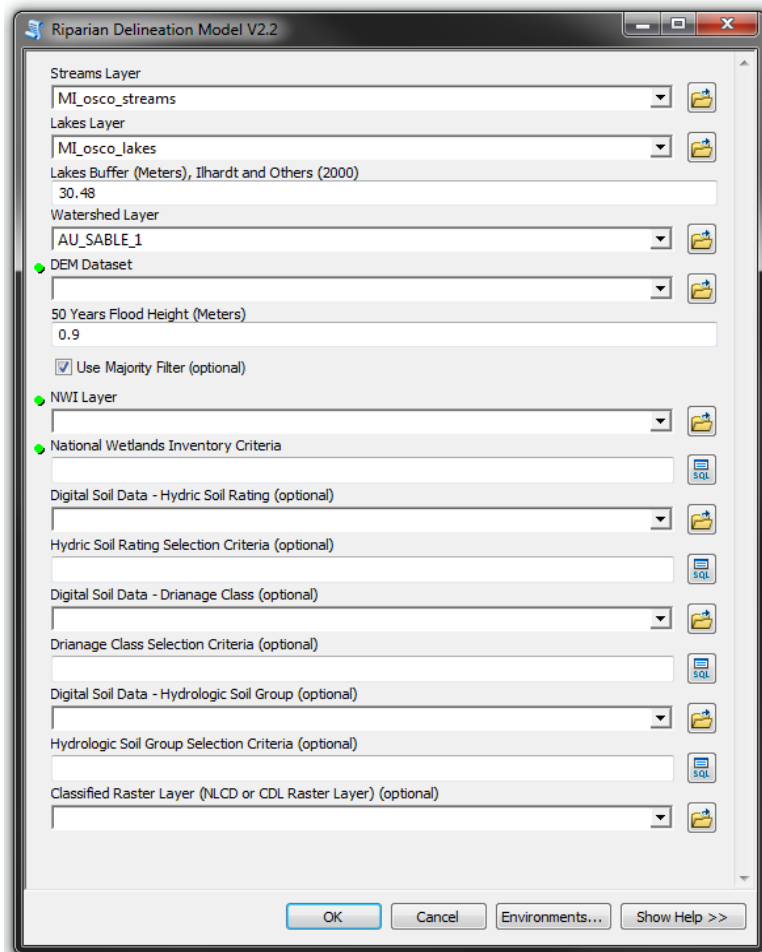 Riparian Delineation Model V2.2
Streams Layer
MI_osco_streams
Lakes Layer
MI_osco_lakes
Lakes Buffer (Meters), Ilhardt and Others (2000)
30.48
Watershed Layer
AU_SABLE_1
DEM Dataset
50 Years Flood Height (Meters)
0.9
Use Majority Filter (optional)
NWI Layer
National Wetlands Inventory Criteria
SQL
Digital Soil Data - Hydric Soil Rating (optional)
Hydric Soil Rating Selection Criteria (optional)
SQL
Digital Soil Data - Drianage Class (optional)
Drianage Class Selection Criteria (optional)
SQL
Digital Soil Data - Hydrologic Soil Group (optional)
Hydrologic Soil Group Selection Criteria (optional)
SQL
Classified Raster Layer (NLCD or CDL Raster Layer) (optional)
OK Cancel Environments... Show Help >>